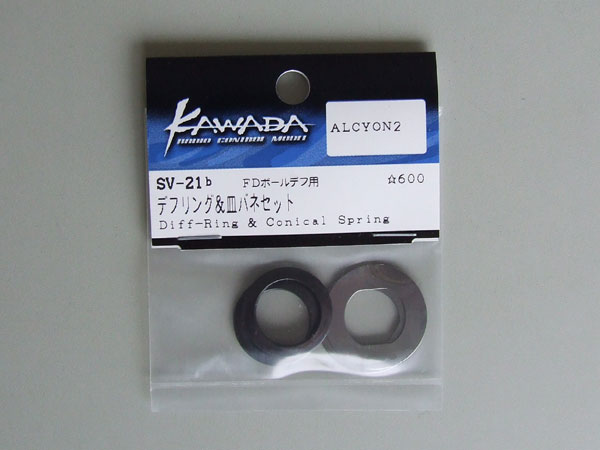 KAWADA
RADIO CONTROL MODEL
ALCYON2
SV-21b FDボールデフ用 ☆600
デフリング&皿バネセット
Diff-Ring & Conical Spring